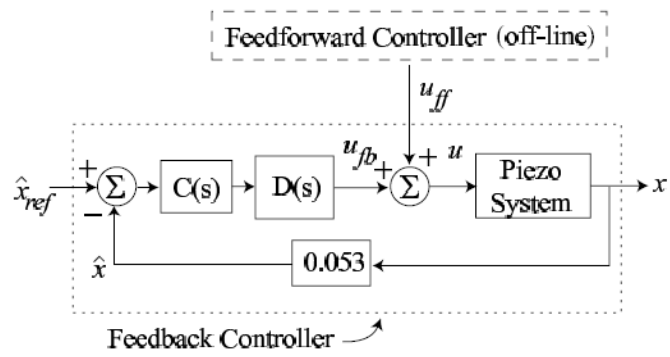 Feedforward Controller (off-line)
u_ff
x̂_ref
+
−
Σ
C(s)
D(s)
u_fb
+
+
Σ
u
Piezo
System
x
x̂
0.053
Feedback Controller